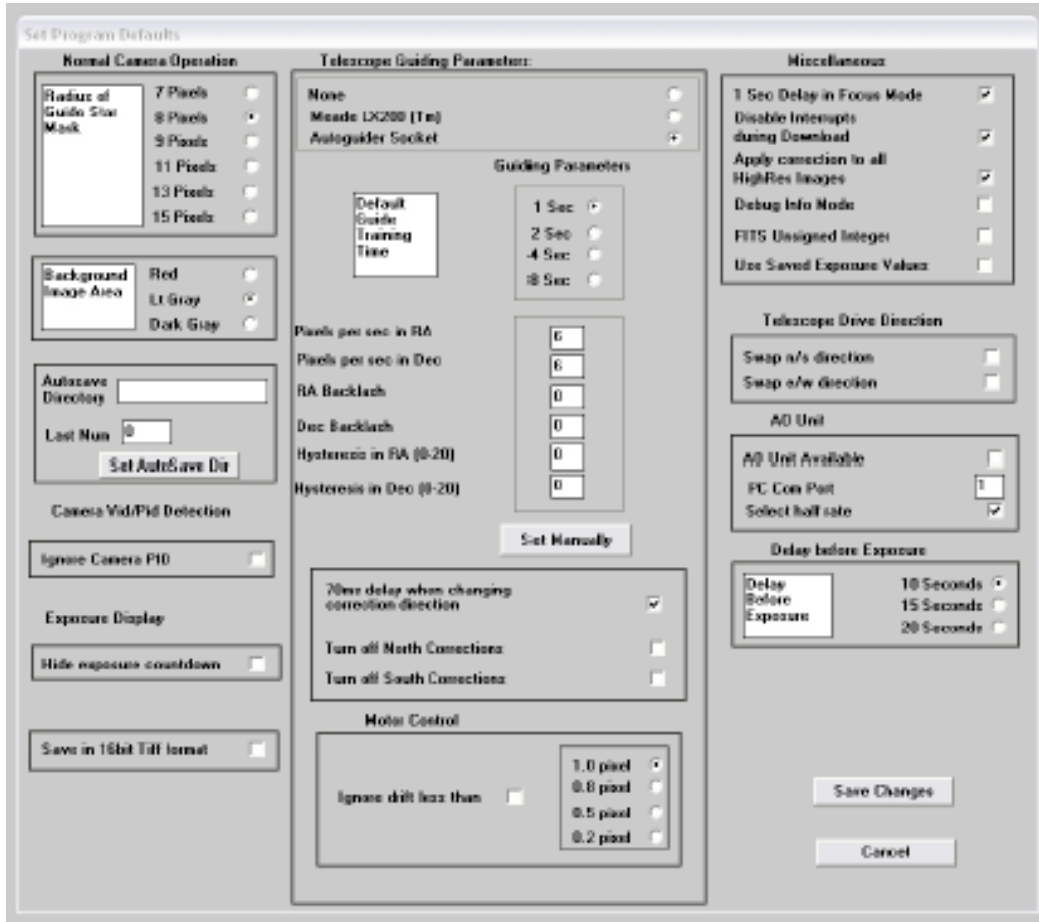 Set Program Defaults
Normal Camera Operation
Radius of
Guide Star
Mask
7 Pixels
8 Pixels
9 Pixels
11 Pixels
13 Pixels
15 Pixels
Background
Image Area
Red
Lt Gray
Dark Gray
Autosave
Directory
Last Num
0
Set AutoSave Dir
Camera Vid/Pid Detection
Ignore Camera PID
Exposure Display
Hide exposure countdown
Save in 16bit Tiff format
Telescope Guiding Parameters
None
Meade LX200 (Tm)
Autoguider Socket
Guiding Parameters
Default
Guide
Training
Time
1 Sec
2 Sec
4 Sec
8 Sec
Pixels per sec in RA
6
Pixels per sec in Dec
6
RA Backlash
0
Dec Backlash
0
Hysteresis in RA (0-20)
0
Hysteresis in Dec (0-20)
0
Set Manually
70ms delay when changing
correction direction
Turn off North Corrections
Turn off South Corrections
Motor Control
Ignore drift less than
1.0 pixel
0.8 pixel
0.5 pixel
0.2 pixel
Miscellaneous
1 Sec Delay in Focus Mode
Disable Interrupts
during Download
Apply correction to all
HighRes Images
Debug Info Mode
FITS Unsigned Integer
Use Saved Exposure Values
Telescope Drive Direction
Swap n/s direction
Swap e/w direction
AO Unit
AO Unit Available
PC Com Port
1
Select half rate
Delay before Exposure
Delay
Before
Exposure
10 Seconds
15 Seconds
20 Seconds
Save Changes
Cancel